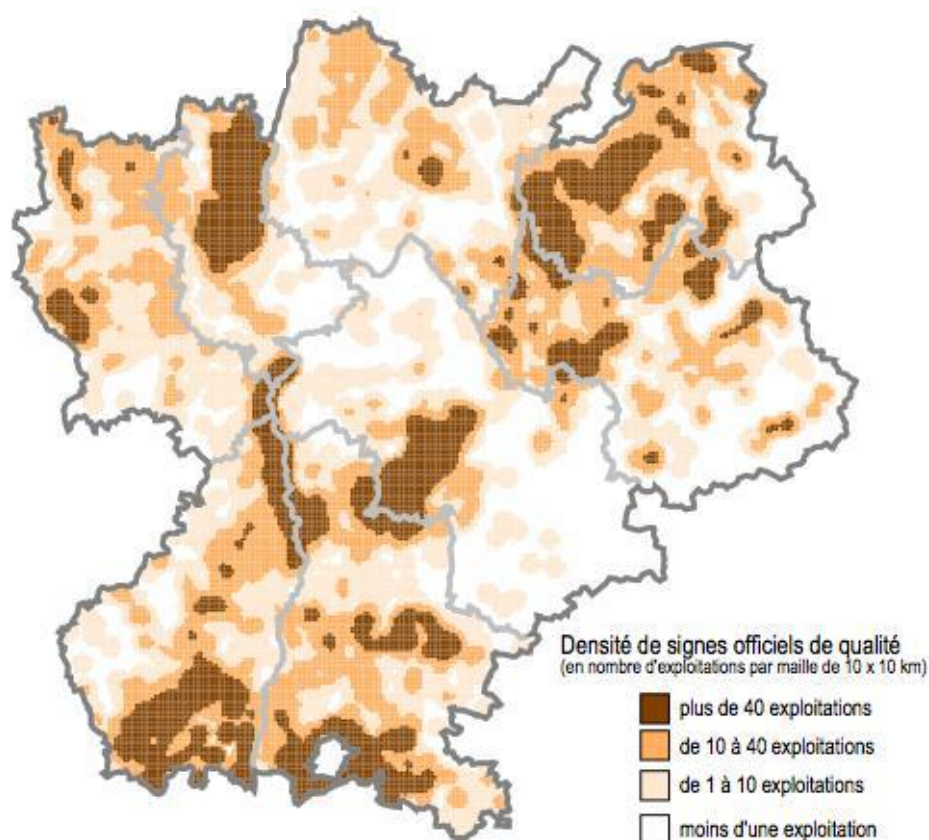 Densité de signes officiels de qualité
(en nombre d'exploitations par maille de 10 x 10 km)
plus de 40 exploitations
de 10 à 40 exploitations
de 1 à 10 exploitations
moins d'une exploitation